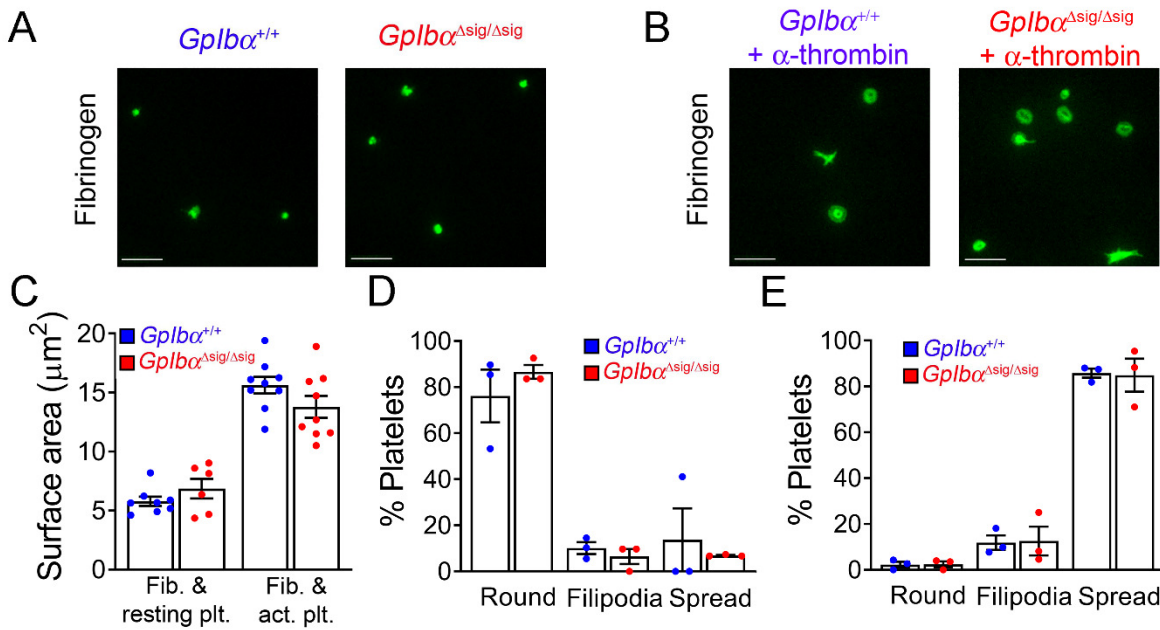 A
GpIbα+/+
GpIbαΔsig/Δsig
Fibrinogen
B
GpIbα+/+
+ α-thrombin
GpIbαΔsig/Δsig
+ α-thrombin
Fibrinogen
C
Surface area (μm²)
20
15
10
5
0
GpIbα+/+
GpIbαΔsig/Δsig
Fib. &
resting plt.
Fib. &
act. plt.
D
% Platelets
100
80
60
40
20
0
GpIbα+/+
GpIbαΔsig/Δsig
Round Filipodia Spread
E
% Platelets
100
80
60
40
20
0
GpIbα+/+
GpIbαΔsig/Δsig
Round Filipodia Spread